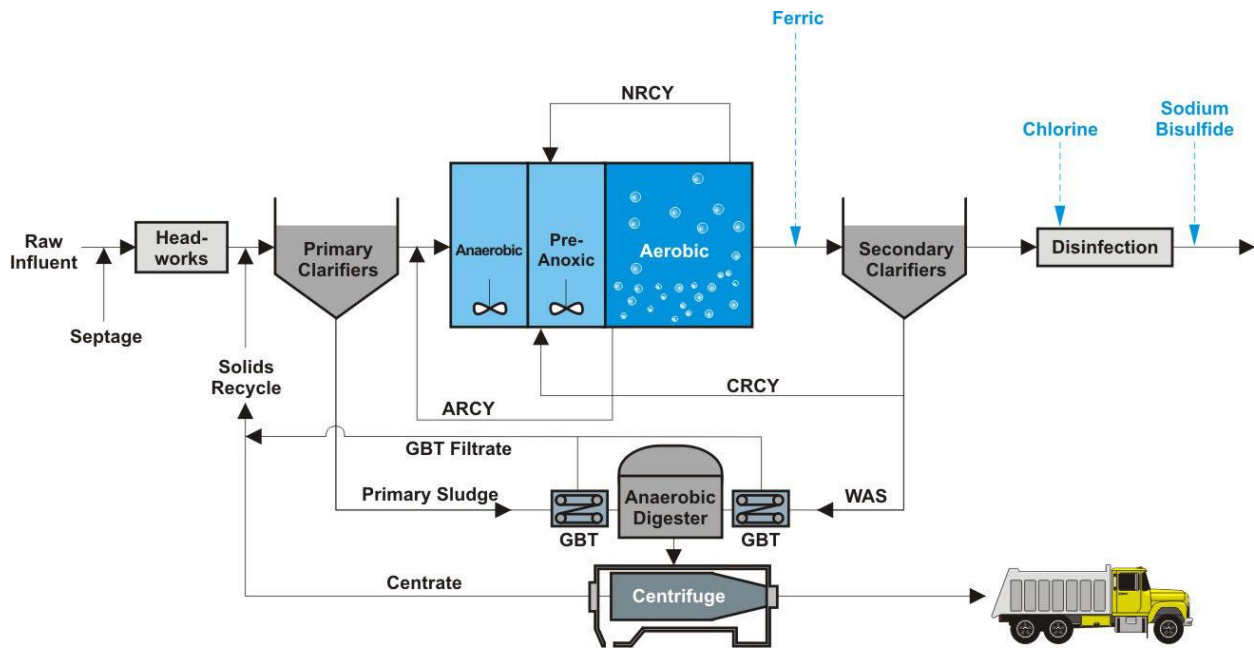 Ferric
NRCY
Chlorine
Sodium
Bisulfide
Raw
Influent
Head-
works
Primary
Clarifiers
Anaerobic
Pre-
Anoxic
Aerobic
Secondary
Clarifiers
Disinfection
Septage
Solids
Recycle
CRCY
ARCY
GBT Filtrate
Primary Sludge
Anaerobic
Digester
WAS
GBT
GBT
Centrate
Centrifuge